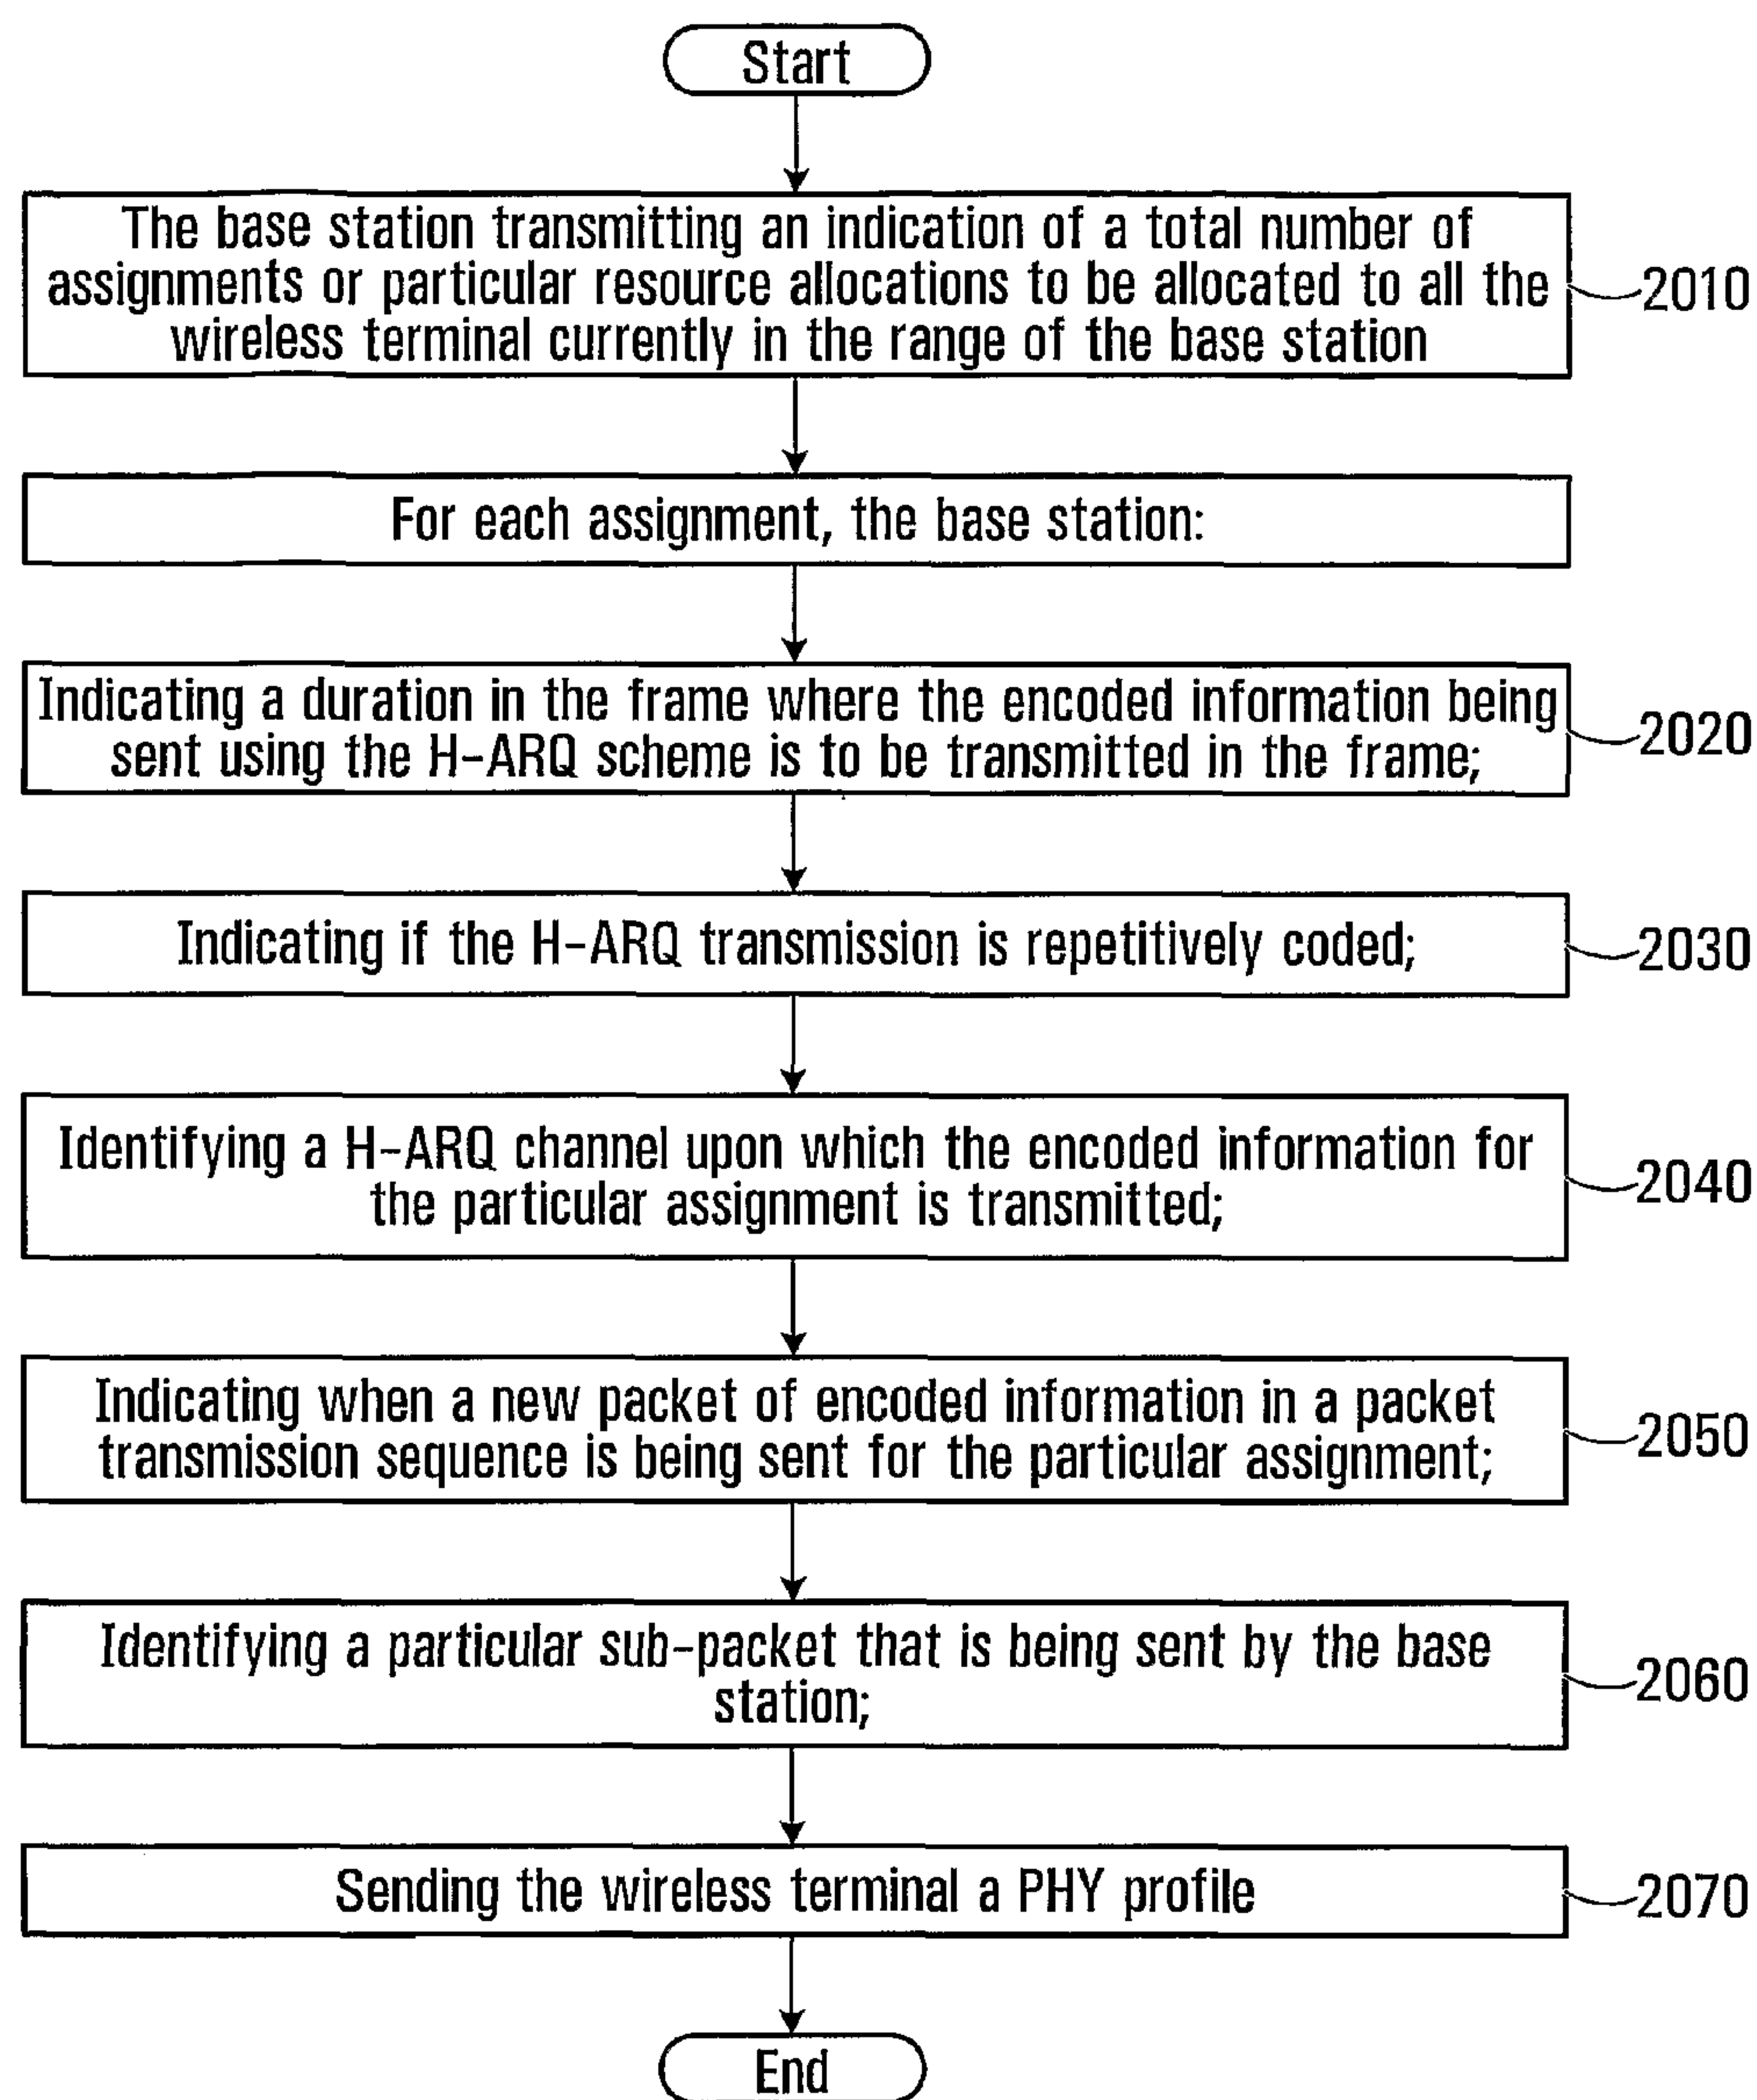 Start
The base station transmitting an indication of a total number of
assignments or particular resource allocations to be allocated to all the
wireless terminal currently in the range of the base station
2010
For each assignment, the base station:
Indicating a duration in the frame where the encoded information being
sent using the H-ARQ scheme is to be transmitted in the frame;
2020
Indicating if the H-ARQ transmission is repetitively coded;
2030
Identifying a H-ARQ channel upon which the encoded information for
the particular assignment is transmitted;
2040
Indicating when a new packet of encoded information in a packet
transmission sequence is being sent for the particular assignment;
2050
Identifying a particular sub-packet that is being sent by the base
station;
2060
Sending the wireless terminal a PHY profile
2070
End